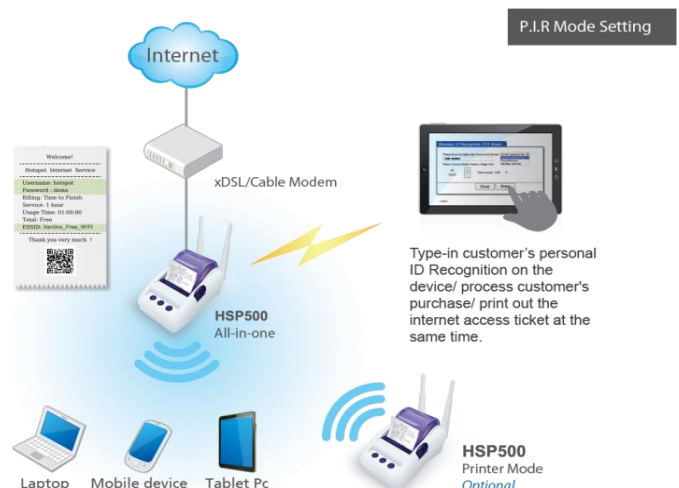 P.I.R Mode Setting
Internet
xDSL/Cable Modem
Welcome!
Hotspot Internet Service
Username: hotspot
Password : demo
Billing: Time to Finish
Service: 1 hour
Usage Time: 01:00:00
Total: Free
Thank you very much !
HSP500
All-in-one
Type-in customer's personal
ID Recognition on the
device/ process customer's
purchase/ print out the
internet access ticket at the
same time.
Laptop
Mobile device
Tablet Pc
HSP500
Printer Mode
Optional